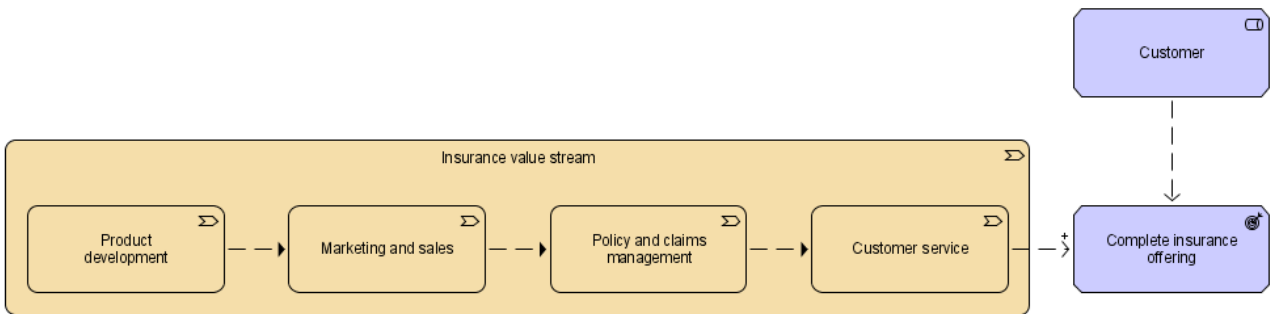 Customer
Insurance value stream
Product
development
Marketing and sales
Policy and claims
management
Customer service
+
Complete insurance
offering